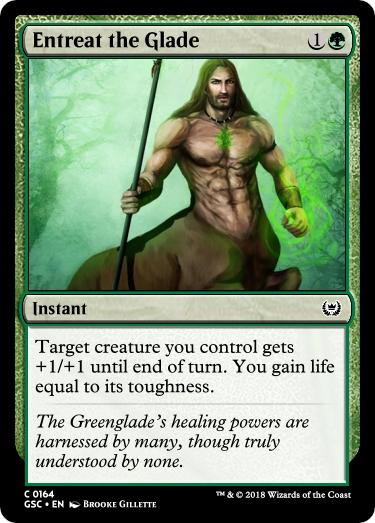 Entreat the Glade 1
Instant
Target creature you control gets
+1/+1 until end of turn. You gain life
equal to its toughness.
The Greenglade's healing powers are
harnessed by many, though truly
understood by none.
C 0164
GSC • EN Brooke Gillette
™ & © 2018 Wizards of the Coast